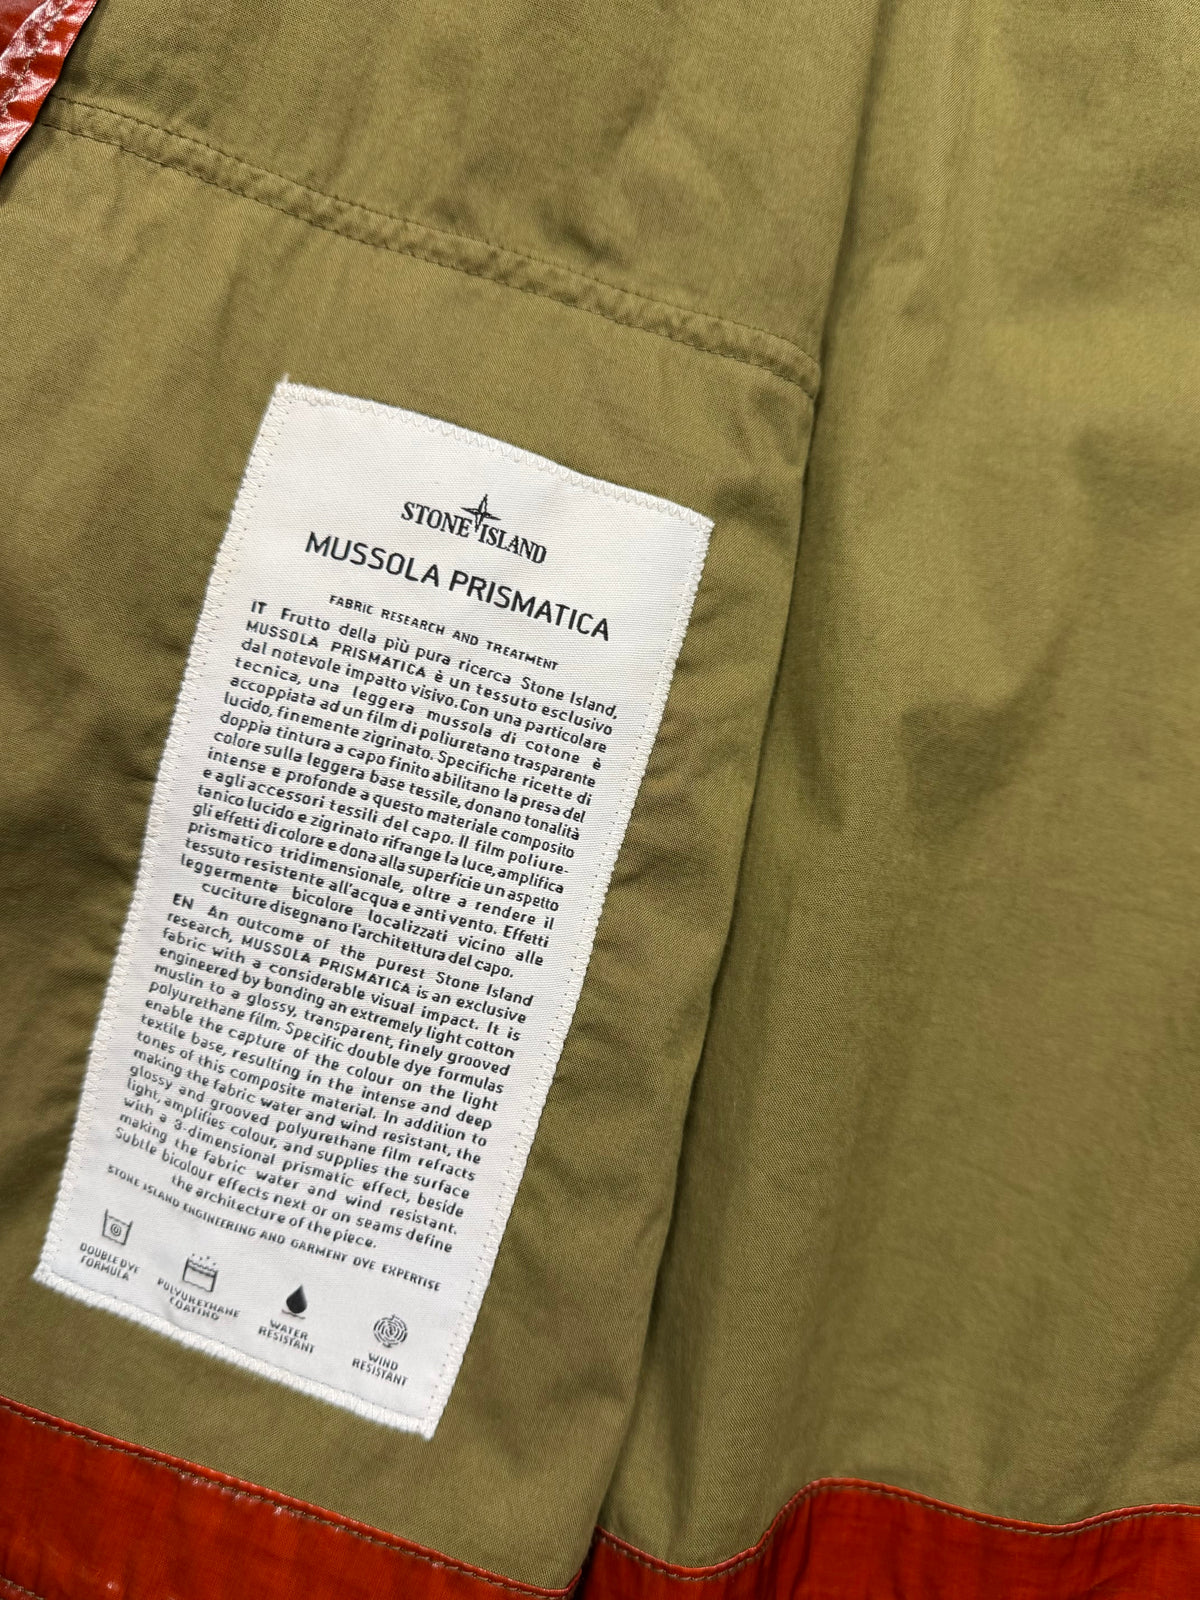 STONE ISLAND
MUSSOLA PRISMATICA
FABRIC RESEARCH AND TREATMENT
IT Frutto della più pura ricerca Stone Island,
MUSSOLA PRISMATICA è un tessuto esclusivo
dal notevole impatto visivo.Con una particolare
tecnica, una leggera mussola di cotone è
accoppiata ad un film di poliuretano trasparente
lucido, finemente zigrinato. Specifiche ricette di
doppia tintura a capo finito abilitano la presa del
colore sulla leggera base tessile, donano tonalità
intense e profonde a questo materiale composito
e agli accessori tessili del capo. Il film poliure-
tanico lucido e zigrinato rifrange la luce, amplifica
gli effetti di colore e dona alla superficie un aspetto
prismatico tridimensionale, oltre a rendere il
tessuto resistente all'acqua e anti vento. Effetti
leggermente bicolore localizzati vicino alle
cuciture disegnano l'architettura del capo.
EN An outcome of the purest Stone Island
research, MUSSOLA PRISMATICA is an exclusive
fabric with a considerable visual impact. It is
engineered by bonding an extremely light cotton
muslin to a glossy, transparent, finely grooved
polyurethane film. Specific double dye formulas
enable the capture of the colour on the light
textile base, resulting in the intense and deep
tones of this composite material. In addition to
making the fabric water and wind resistant, the
glossy and grooved polyurethane film refracts
light, amplifies colour, and supplies the surface
with a 3-dimensional prismatic effect, beside
making the fabric water and wind resistant.
Subtle bicolour effects next or on seams define
the architecture of the piece.
STONE ISLAND ENGINEERING AND GARMENT DYE EXPERTISE
DOUBLE DYE
FORMULA
POLYURETHANE
COATING
WATER
RESISTANT
WIND
RESISTANT